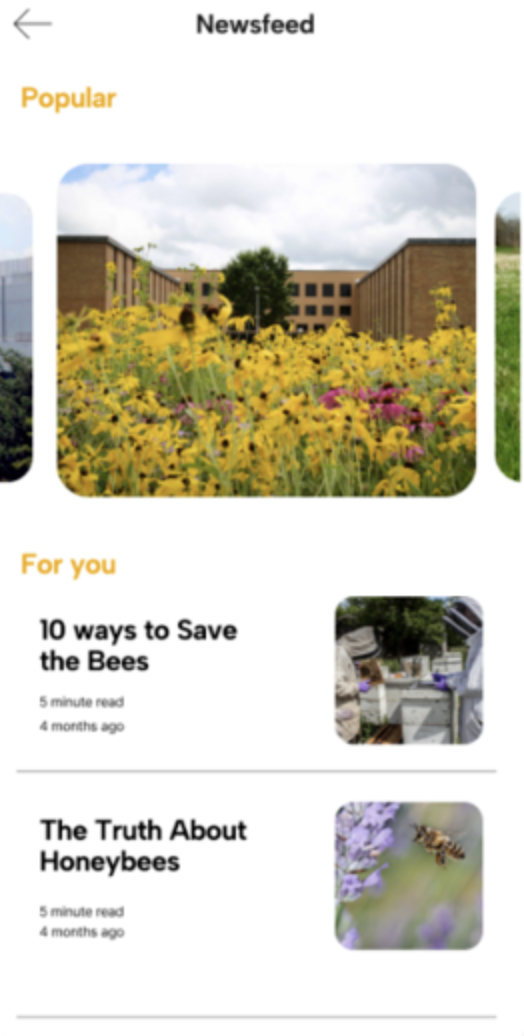 Newsfeed
Popular
For you
10 ways to Save
the Bees
5 minute read
4 months ago
The Truth About
Honeybees
5 minute read
4 months ago